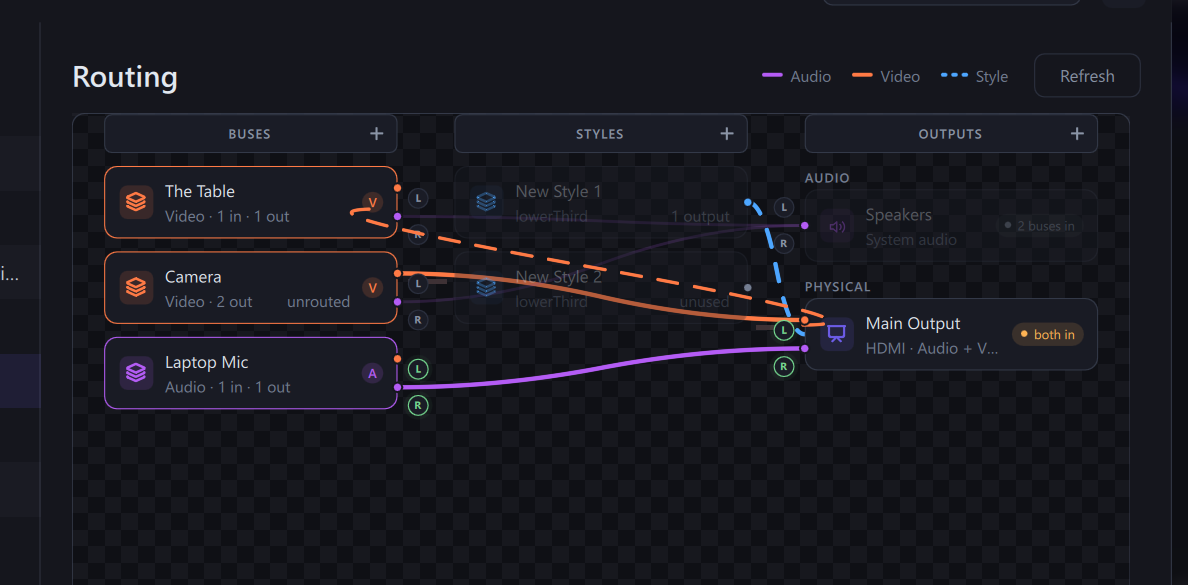 Routing
Audio
Video
Style
Refresh
BUSES +
STYLES +
OUTPUTS +
The Table
Video · 1 in · 1 out
V
L
R
Camera
Video · 2 out
unrouted
V
L
R
Laptop Mic
Audio · 1 in · 1 out
A
L
R
New Style 1
lowerThird
1 output
New Style 2
lowerThird
unused
AUDIO
L
R
Speakers
System audio
2 buses in
PHYSICAL
L
R
Main Output
HDMI · Audio + V...
both in
i...